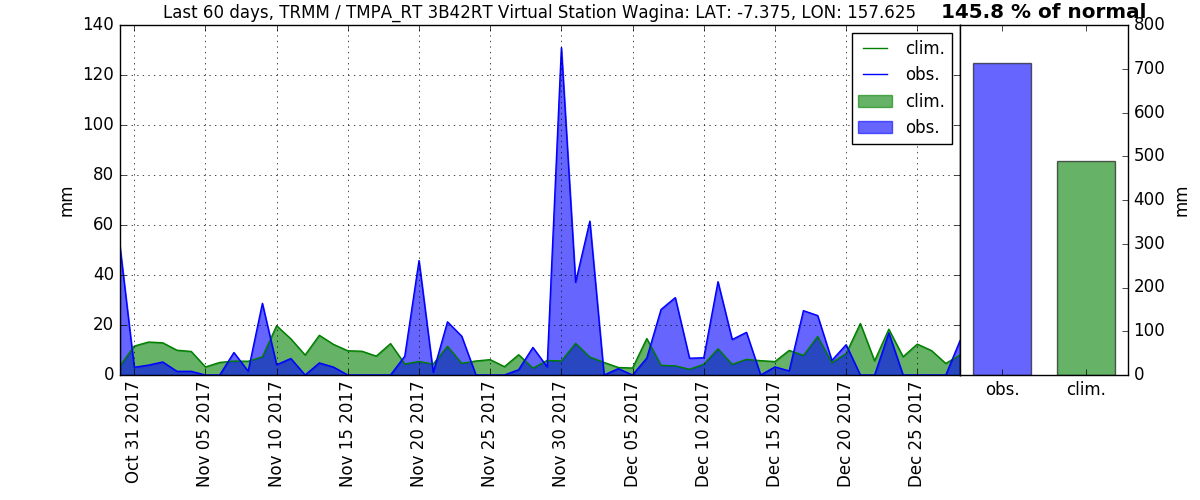 Last 60 days, TRMM / TMPA_RT 3B42RT Virtual Station Wagina: LAT: -7.375, LON: 157.625
145.8 % of normal
140
120
100
80
60
40
20
0
mm
clim.
obs.
clim.
obs.
800
700
600
500
400
300
200
100
0
mm
obs.
clim.
Oct 31 2017
Nov 05 2017
Nov 10 2017
Nov 15 2017
Nov 20 2017
Nov 25 2017
Nov 30 2017
Dec 05 2017
Dec 10 2017
Dec 15 2017
Dec 20 2017
Dec 25 2017